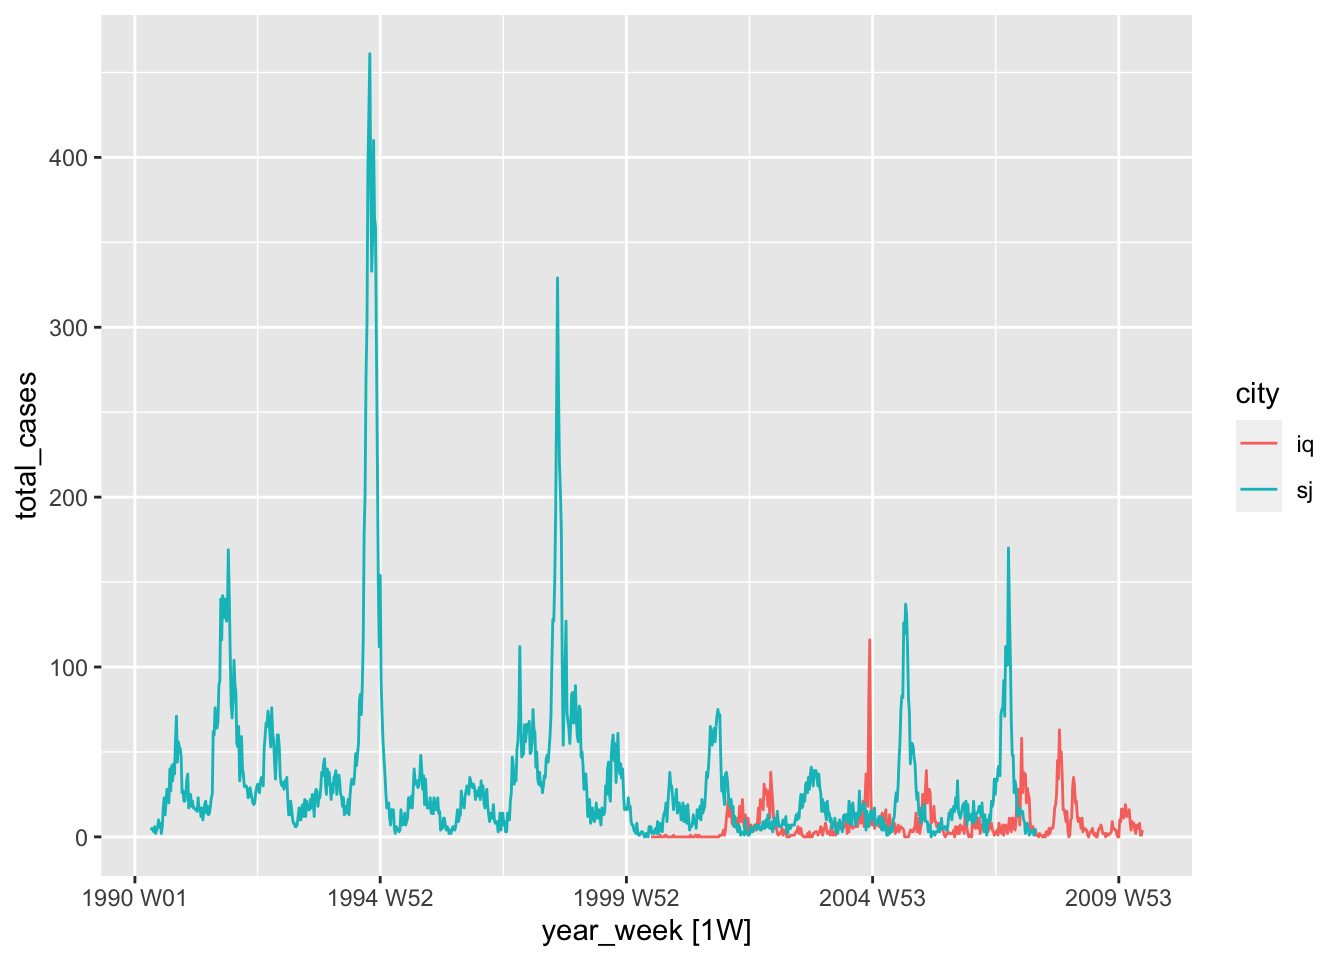 total_cases
400
300
200
100
0
1990 W01
1994 W52
1999 W52
2004 W53
2009 W53
year_week [1W]
city
iq
sj